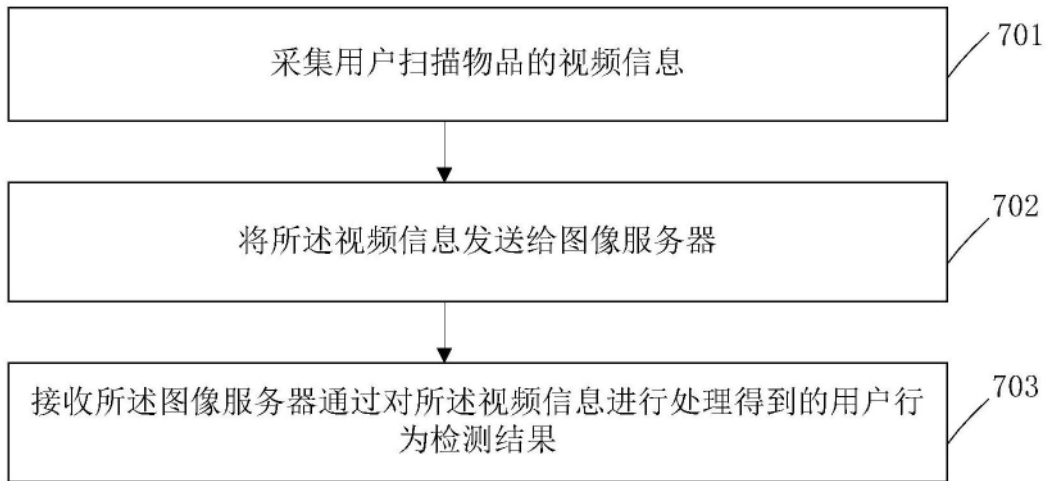 采集用户扫描物品的视频信息
701
将所述视频信息发送给图像服务器
702
接收所述图像服务器通过对所述视频信息进行处理得到的用户行
为检测结果
703